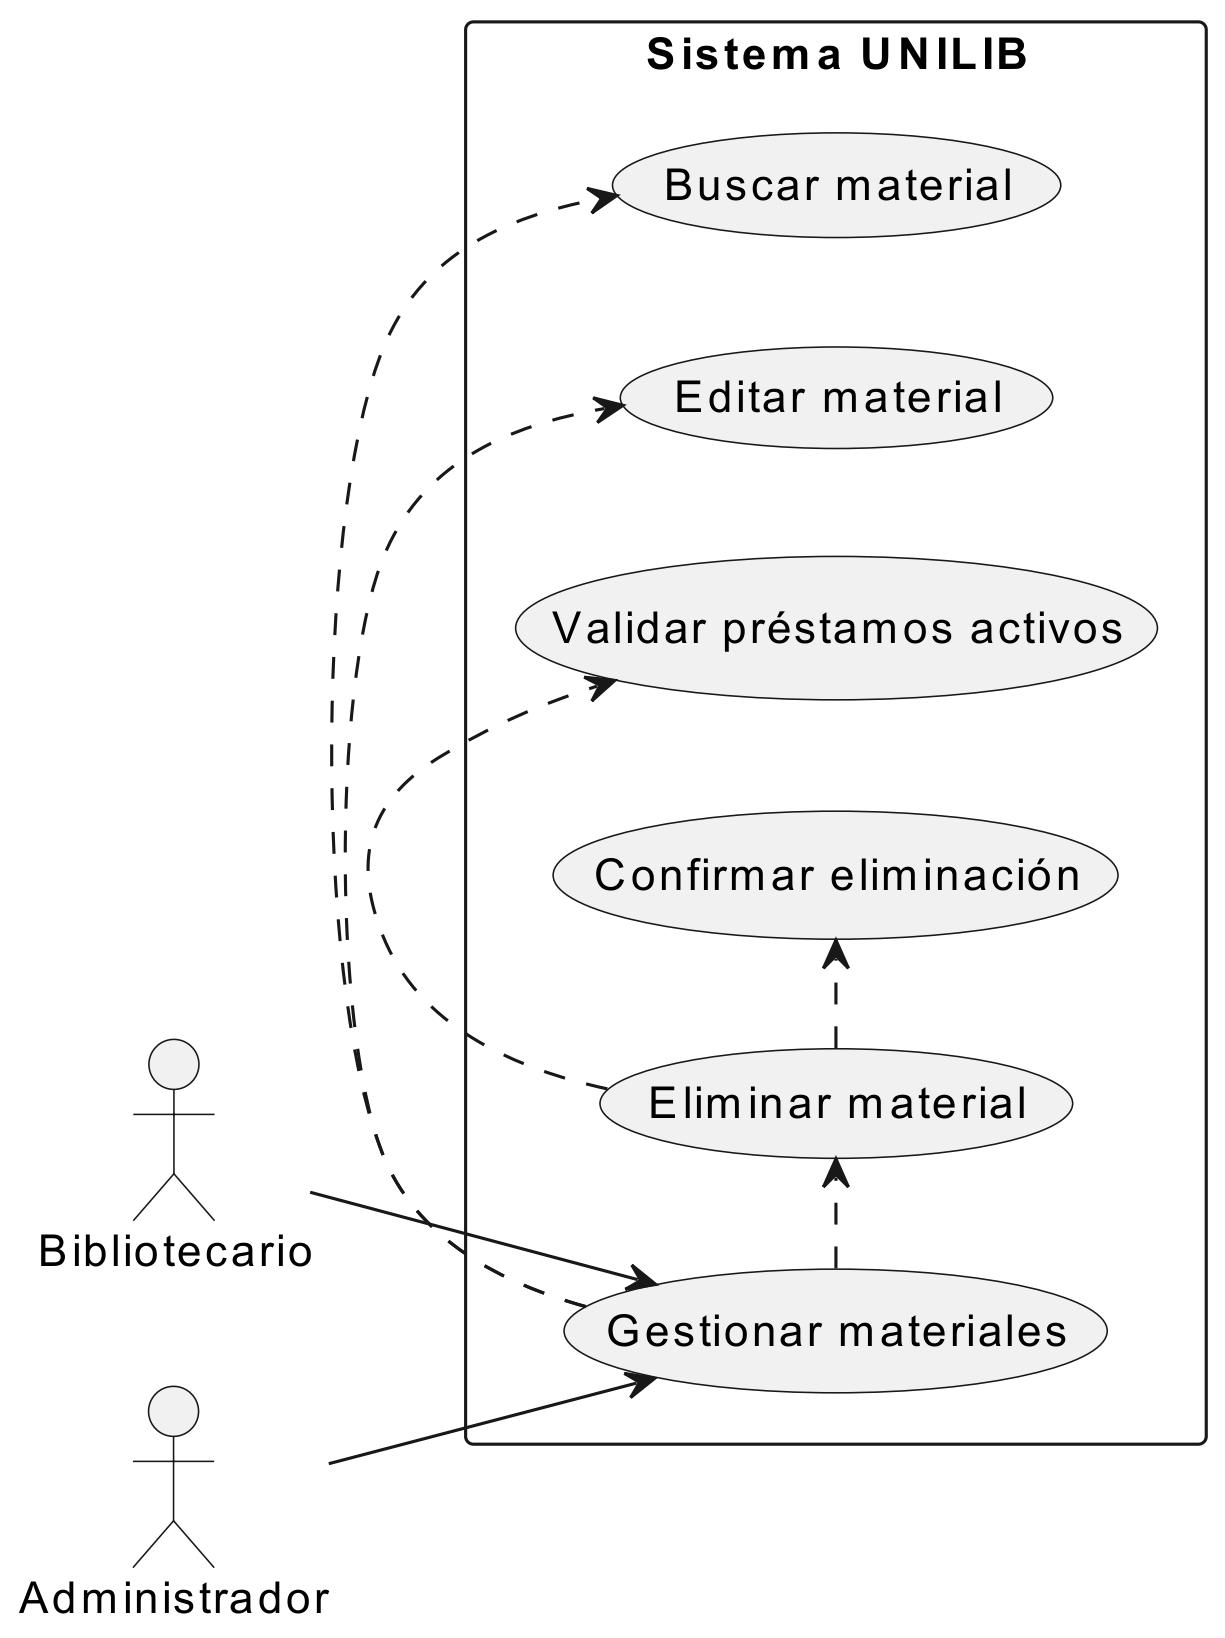 Sistema UNILIB
Buscar material
Editar material
Validar préstamos activos
Confirmar eliminación
Eliminar material
Bibliotecario
Gestionar materiales
Administrador